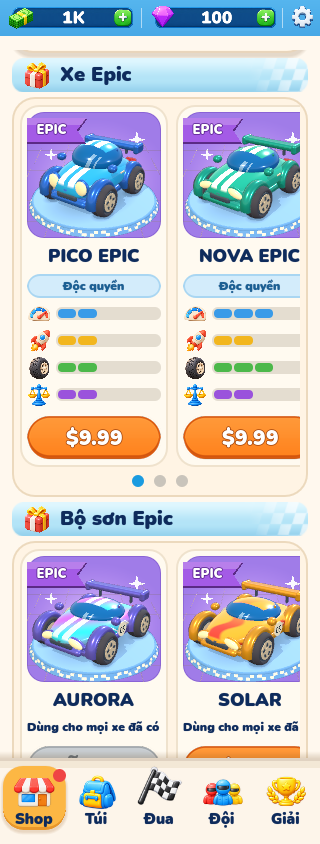 1K
100
Xe Epic
EPIC
EPIC
PICO EPIC
NOVA EPIC
Độc quyền
Độc quyền
$9.99
$9.99
Bộ sơn Epic
EPIC
EPIC
AURORA
SOLAR
Dùng cho mọi xe đã có
Dùng cho mọi xe đã
Shop
Túi
Đua
Đội
Giải